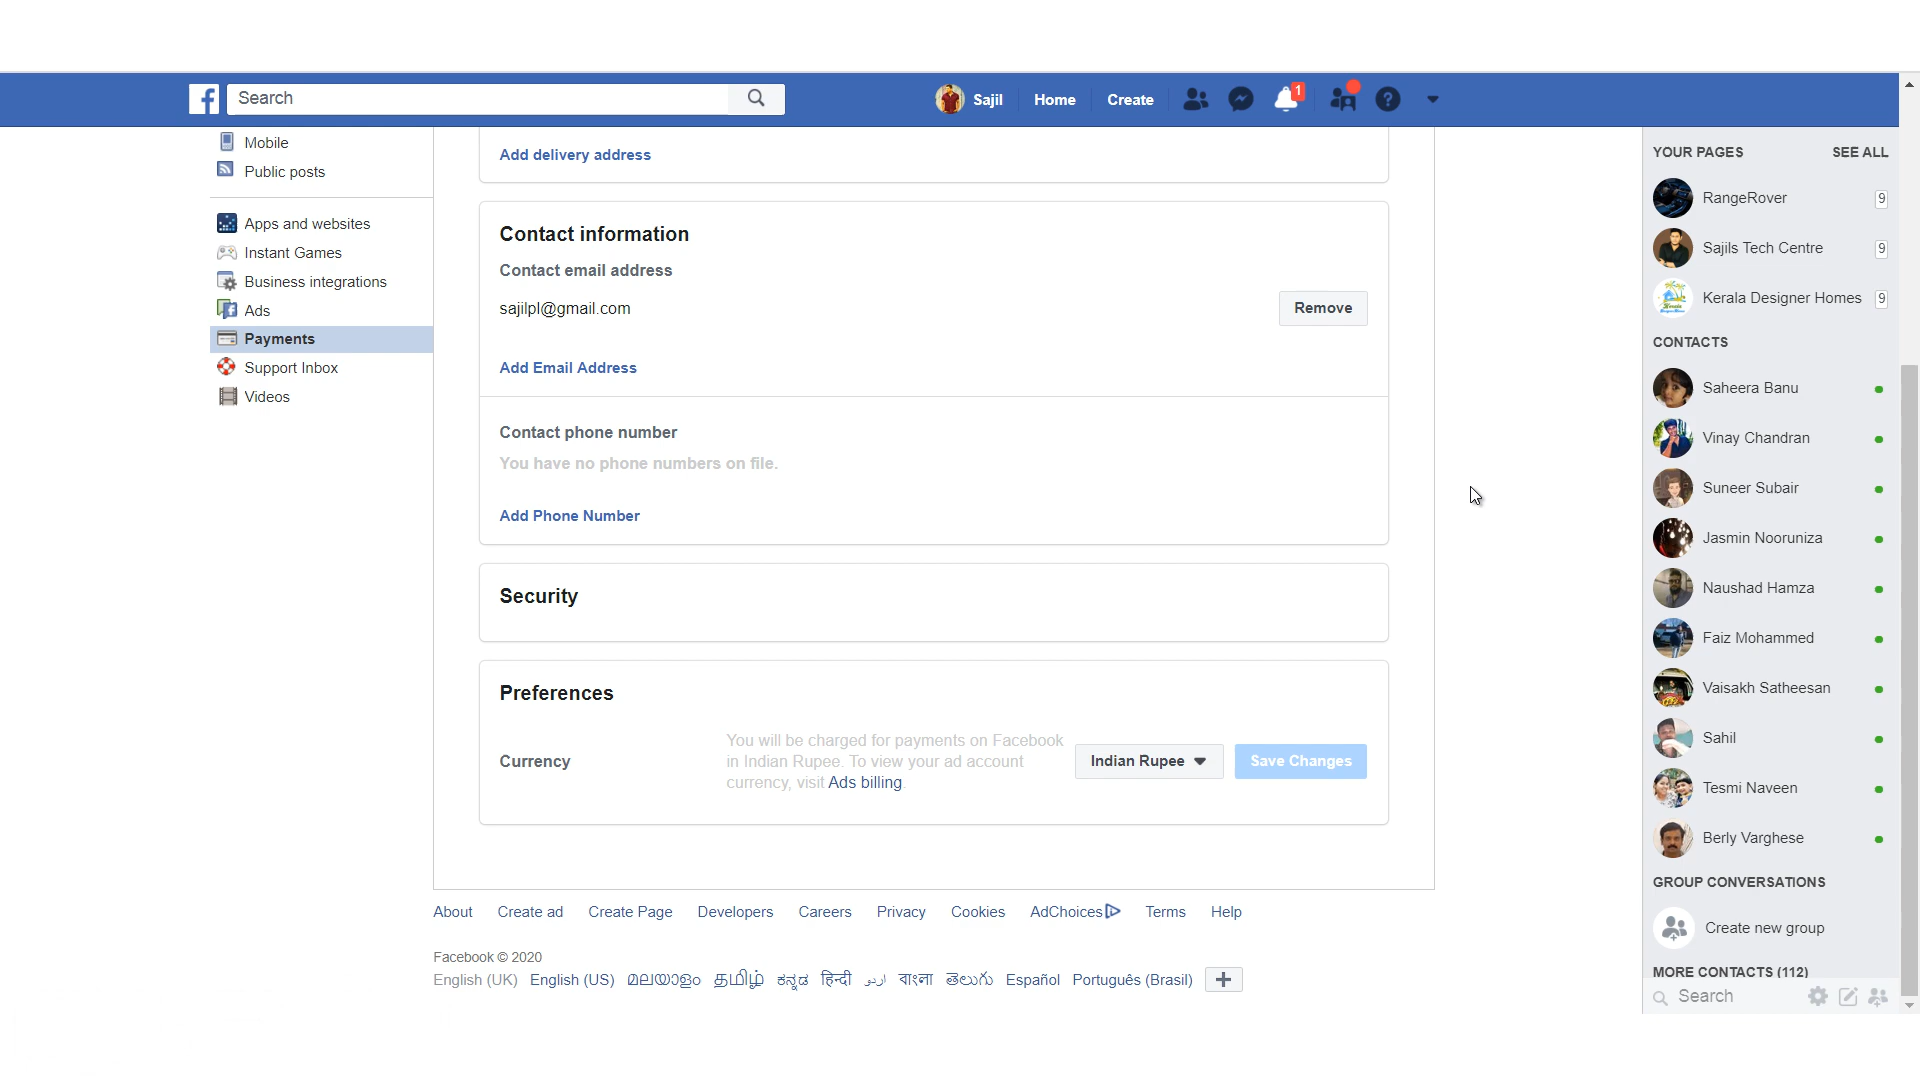 Search
Sajil
Home
Create
1
Mobile
Public posts
Apps and websites
Instant Games
Business integrations
Ads
Payments
Support Inbox
Videos
Add delivery address
Contact information
Contact email address
sajilpl@gmail.com
Remove
Add Email Address
Contact phone number
You have no phone numbers on file.
Add Phone Number
Security
Preferences
Currency
You will be charged for payments on Facebook
in Indian Rupee. To view your ad account
currency, visit Ads billing.
Indian Rupee
Save Changes
About Create ad Create Page Developers Careers Privacy Cookies AdChoices Terms Help
Facebook © 2020
English (UK) English (US) മലയാളം தமிழ் ಕನ್ನಡ हिन्दी اردو বাংলা తెలుగు Español Português (Brasil)
YOUR PAGES SEE ALL
RangeRover 9
Sajils Tech Centre 9
Kerala Designer Homes 9
CONTACTS
Saheera Banu
Vinay Chandran
Suneer Subair
Jasmin Nooruniza
Naushad Hamza
Faiz Mohammed
Vaisakh Satheesan
Sahil
Tesmi Naveen
Berly Varghese
GROUP CONVERSATIONS
Create new group
MORE CONTACTS (112)
Search